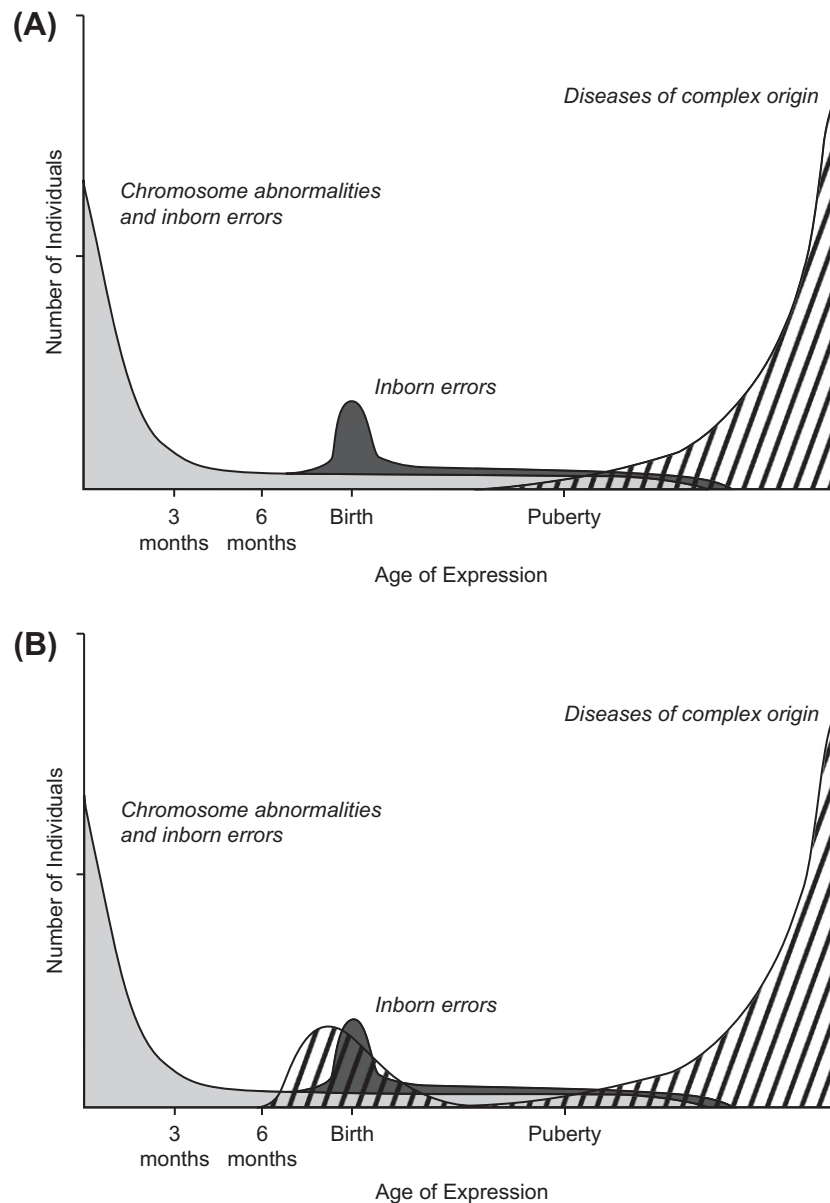 (A)
Diseases of complex origin
Chromosome abnormalities
and inborn errors
Number of Individuals
Inborn errors
3
months
6
months
Birth
Puberty
Age of Expression
(B)
Diseases of complex origin
Chromosome abnormalities
and inborn errors
Number of Individuals
Inborn errors
3
months
6
months
Birth
Puberty
Age of Expression